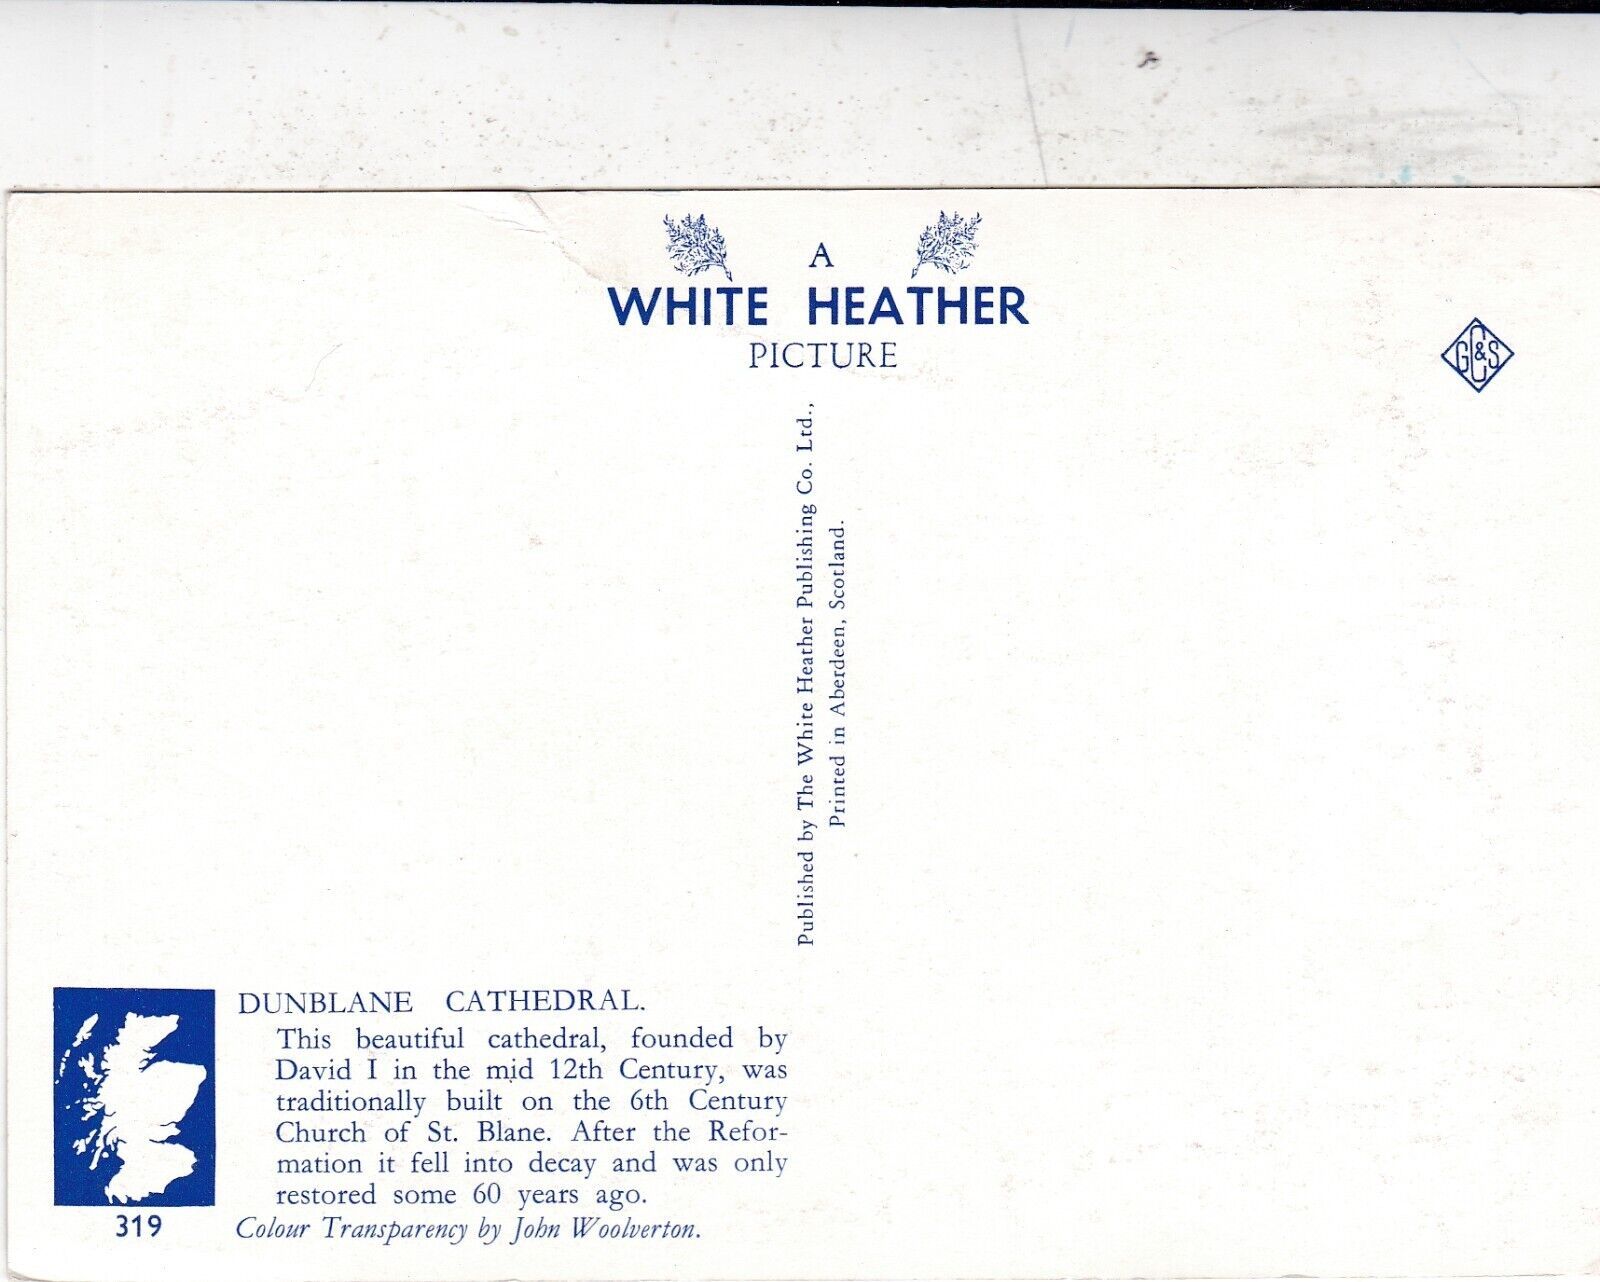 A
WHITE HEATHER
PICTURE
GC&S
Published by The White Heather Publishing Co. Ltd.,
Printed in Aberdeen, Scotland.
DUNBLANE CATHEDRAL.
This beautiful cathedral, founded by
David I in the mid 12th Century, was
traditionally built on the 6th Century
Church of St. Blane. After the Refor-
mation it fell into decay and was only
restored some 60 years ago.
319
Colour Transparency by John Woolverton.